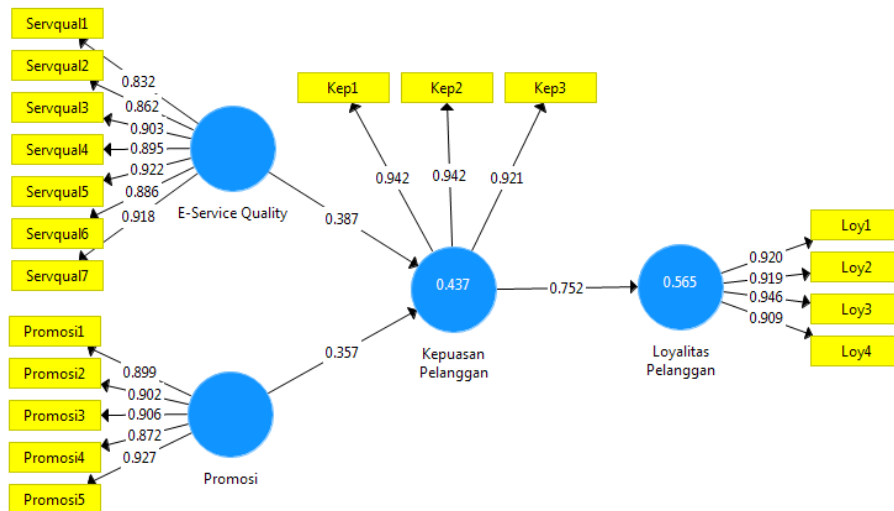 Servqual1
Servqual2
Servqual3
Servqual4
Servqual5
Servqual6
Servqual7
0.832
0.862
0.903
0.895
0.922
0.886
0.918
E-Service Quality
Promosi1
Promosi2
Promosi3
Promosi4
Promosi5
0.899
0.902
0.906
0.872
0.927
Promosi
0.387
0.357
Kep1
Kep2
Kep3
0.942
0.942
0.921
0.437
Kepuasan
Pelanggan
0.752
0.565
Loyalitas
Pelanggan
0.920
0.919
0.946
0.909
Loy1
Loy2
Loy3
Loy4